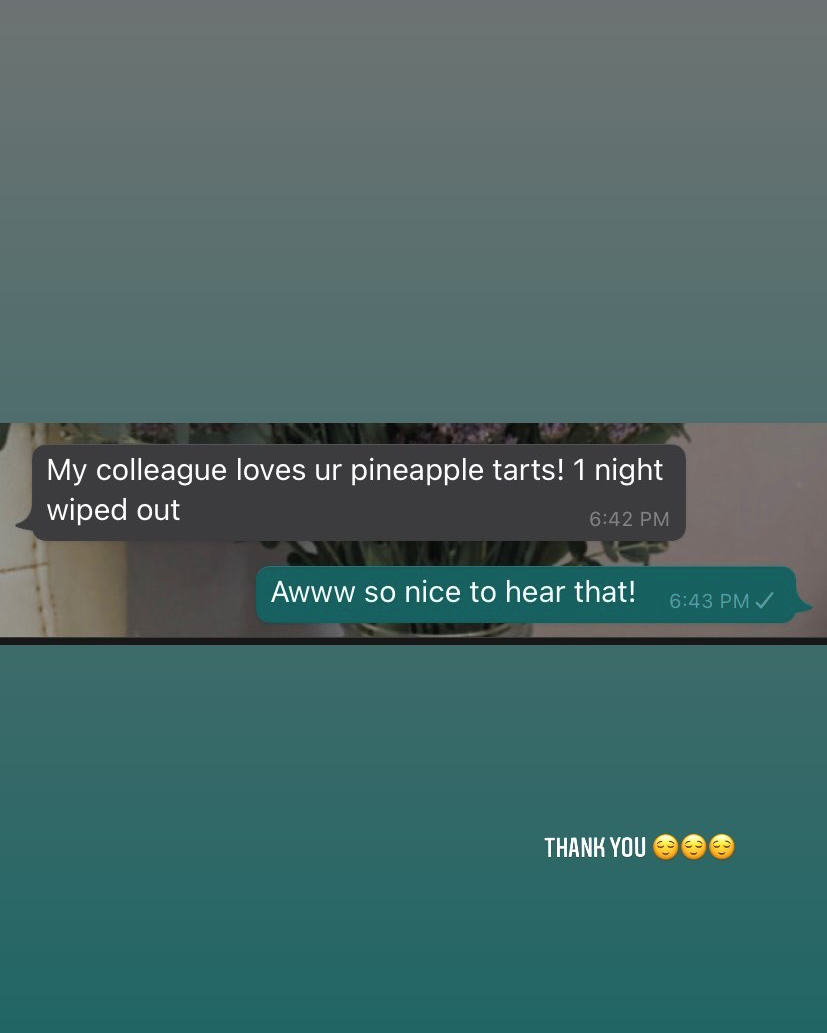 My colleague loves ur pineapple tarts! 1 night
wiped out
6:42 PM
Awww so nice to hear that! 6:43 PM ✓
THANK YOU 😌😌😌